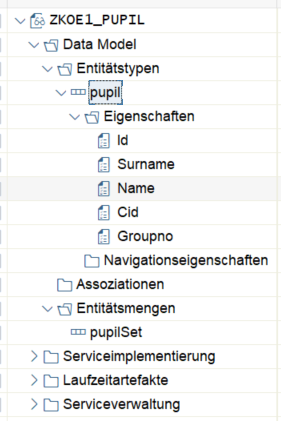 ZKOE1_PUPIL
Data Model
Entitätstypen
pupil
Eigenschaften
Id
Surname
Name
Cid
Groupno
Navigationseigenschaften
Assoziationen
Entitätsmengen
pupilSet
Serviceimplementierung
Laufzeitartefakte
Serviceverwaltung